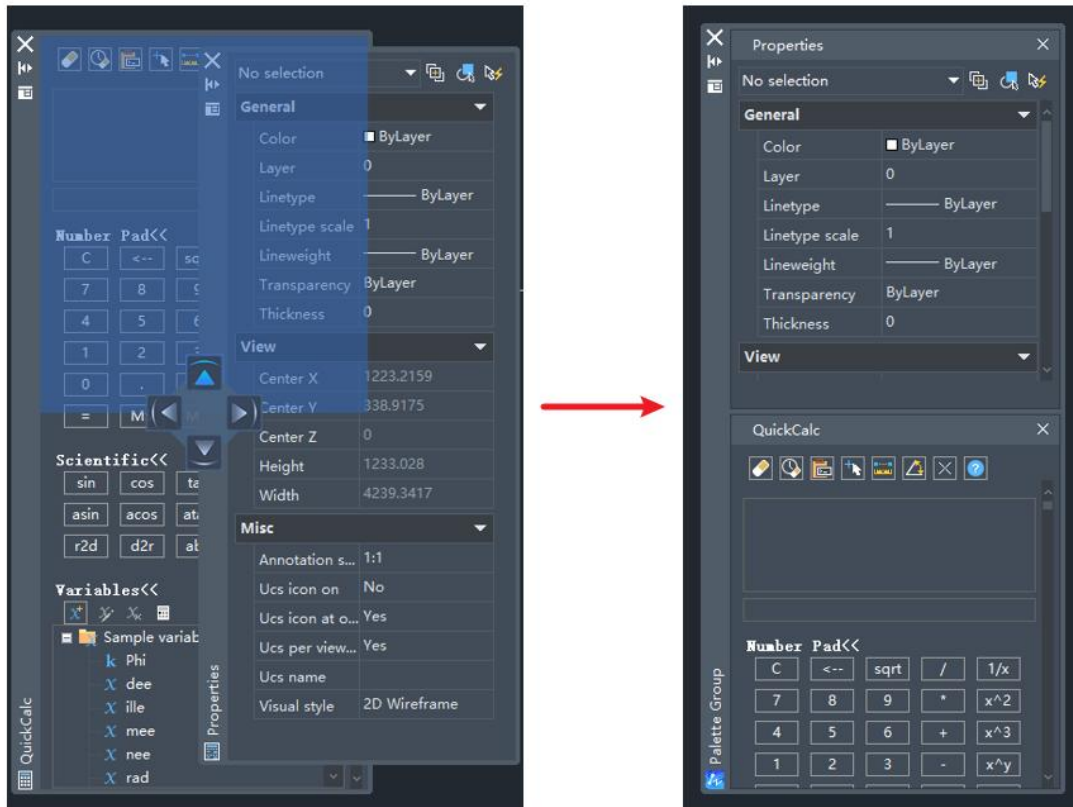 No selection
General
Color ByLayer
Layer 0
Linetype ByLayer
Linetype scale 1
Lineweight ByLayer
Transparency ByLayer
Thickness 0
View
Center X 1223.2159
Center Y 338.9175
Center Z 0
Height 1233.028
Width 4239.3417
Misc
Annotation s... 1:1
Ucs icon on No
Ucs icon at o... Yes
Ucs per view... Yes
Ucs name
Visual style 2D Wireframe
Properties
Number Pad<<
C <--
7 8
4 5
1 2
0 .
=
Scientific<<
sin cos
asin acos
r2d d2r
Variables<<
Sample variab
k Phi
x dee
x ille
x mee
x nee
x rad
QuickCalc
Properties
No selection
General
Color ByLayer
Layer 0
Linetype ByLayer
Linetype scale 1
Lineweight ByLayer
Transparency ByLayer
Thickness 0
View
QuickCalc
Number Pad<<
C <-- sqrt / 1/x
7 8 9 * x^2
4 5 6 + x^3
1 2 3 - x^y
Palette Group